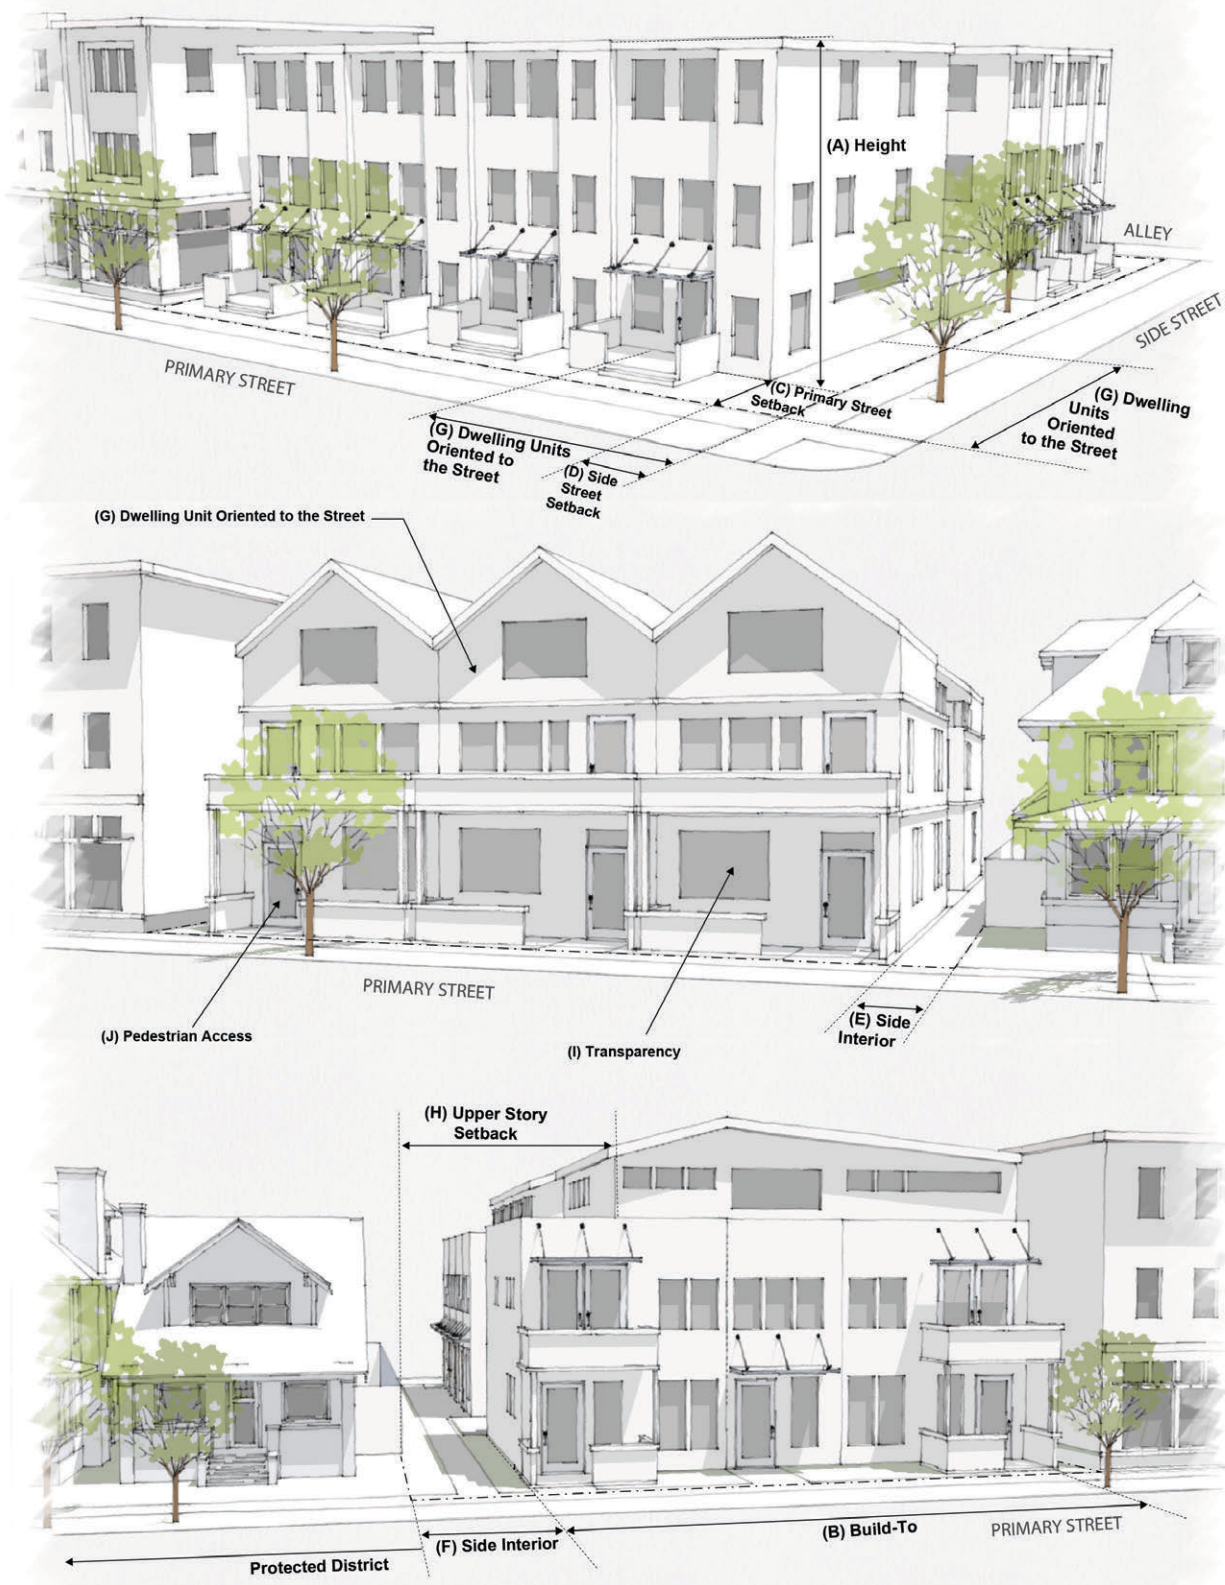 (A) Height
ALLEY
SIDE STREET
PRIMARY STREET
(C) Primary Street
Setback
(G) Dwelling
Units
Oriented
to the Street
(G) Dwelling Units
Oriented to
the Street
(D) Side
Street
Setback
(G) Dwelling Unit Oriented to the Street
PRIMARY STREET
(J) Pedestrian Access
(E) Side
Interior
(I) Transparency
(H) Upper Story
Setback
(B) Build-To
PRIMARY STREET
(F) Side Interior
Protected District